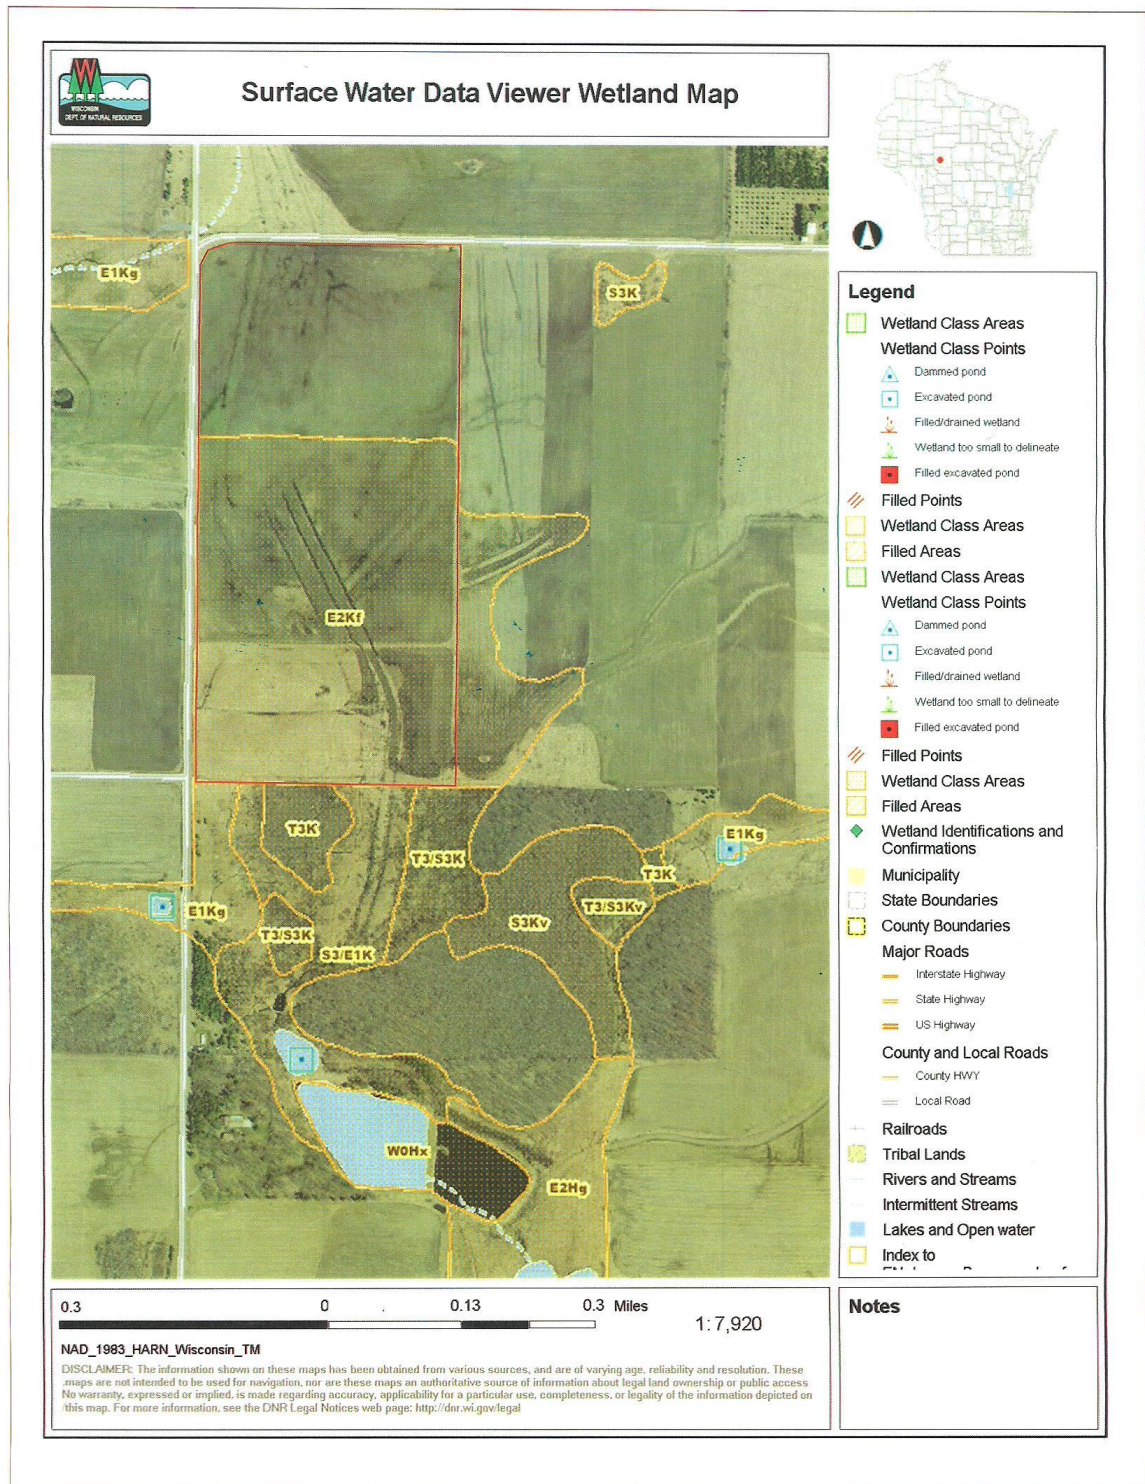 WISCONSIN
DEPT. OF NATURAL RESOURCES
Surface Water Data Viewer Wetland Map
E1Kg
S3K
E2Kf
T3K
T3/S3K
E1Kg
T3K
T3/S3Kv
E1Kg
S3Kv
T3/S3K
S3/E1K
W0Hx
E2Hg
Legend
Wetland Class Areas
Wetland Class Points
Dammed pond
Excavated pond
Filled/drained wetland
Wetland too small to delineate
Filled excavated pond
Filled Points
Wetland Class Areas
Filled Areas
Wetland Class Areas
Wetland Class Points
Dammed pond
Excavated pond
Filled/drained wetland
Wetland too small to delineate
Filled excavated pond
Filled Points
Wetland Class Areas
Filled Areas
Wetland Identifications and
Confirmations
Municipality
State Boundaries
County Boundaries
Major Roads
Interstate Highway
State Highway
US Highway
County and Local Roads
County HWY
Local Road
Railroads
Tribal Lands
Rivers and Streams
Intermittent Streams
Lakes and Open water
Index to
0.3 0 0.13 0.3 Miles
1: 7,920
NAD_1983_HARN_Wisconsin_TM
DISCLAIMER: The information shown on these maps has been obtained from various sources, and are of varying age, reliability and resolution. These
maps are not intended to be used for navigation, nor are these maps an authoritative source of information about legal land ownership or public access
No warranty, expressed or implied, is made regarding accuracy, applicability for a particular use, completeness, or legality of the information depicted on
this map. For more information, see the DNR Legal Notices web page: http://dnr.wi.gov/legal
Notes